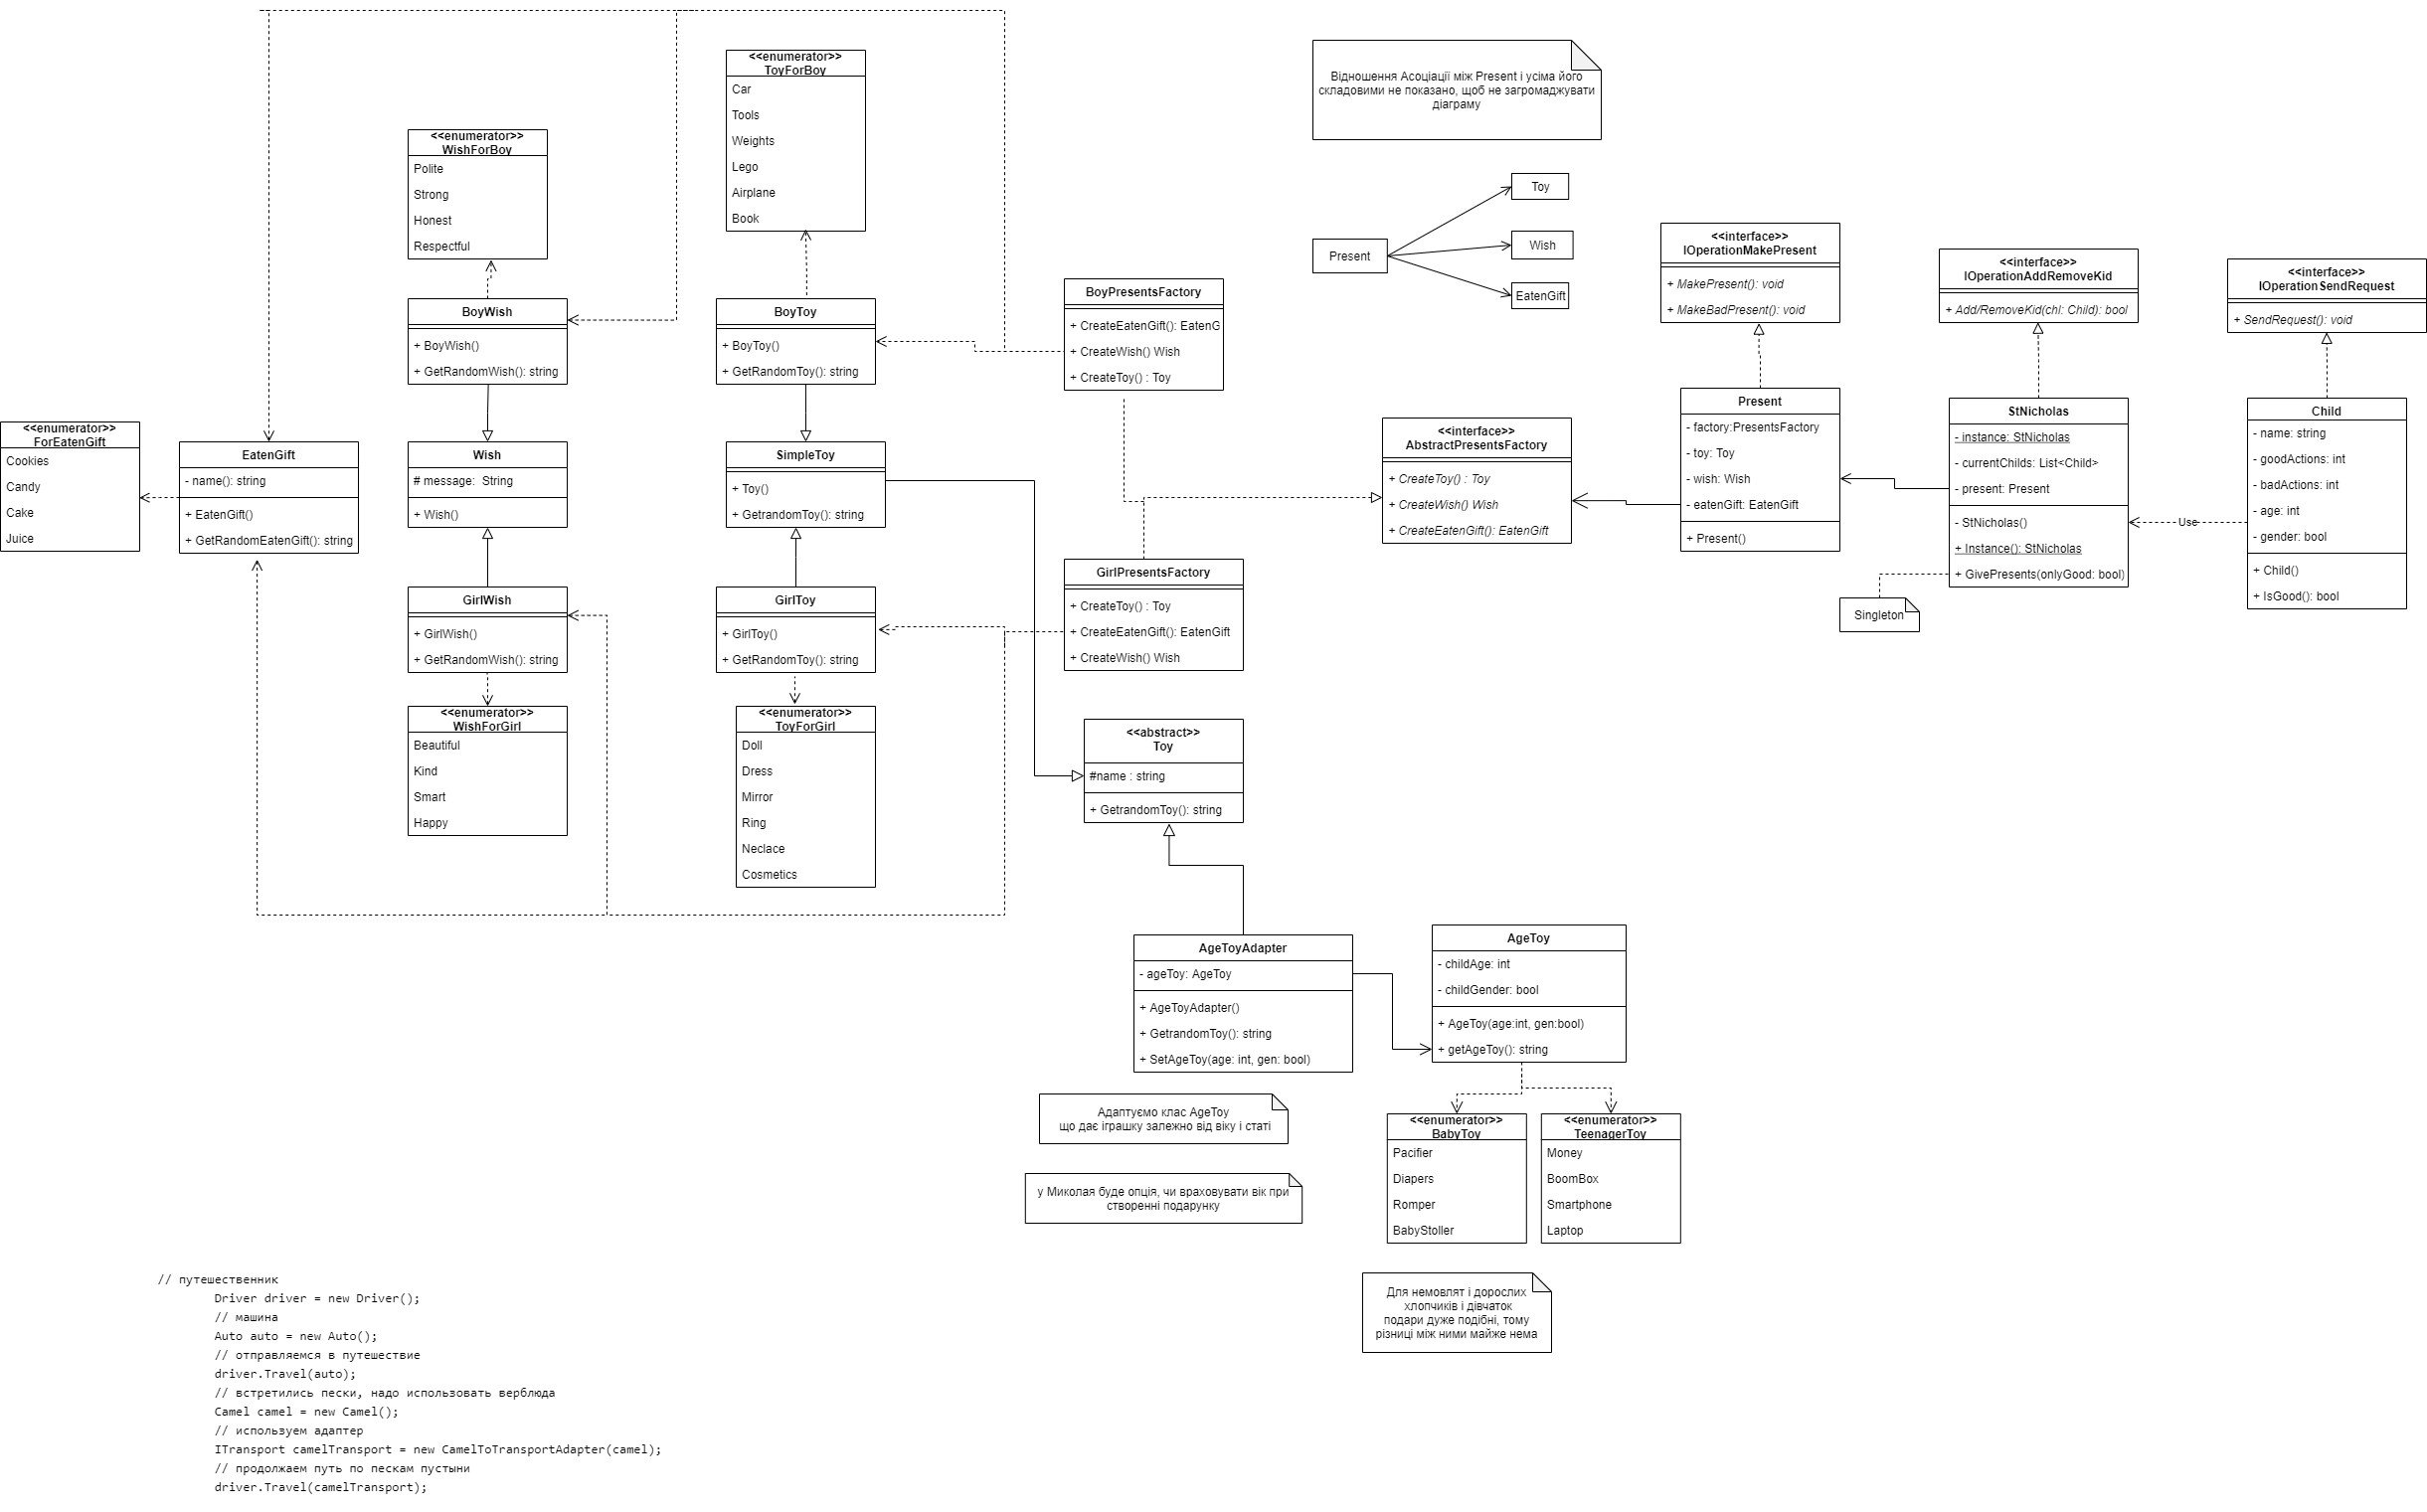 <<enumerator>>
ToyForBoy
Car
Tools
Weights
Lego
Airplane
Book
<<enumerator>>
WishForBoy
Polite
Strong
Honest
Respectful
BoyWish
+ BoyWish()
+ GetRandomWish(): string
BoyToy
+ BoyToy()
+ GetRandomToy(): string
<<enumerator>>
ForEatenGift
Cookies
Candy
Cake
Juice
EatenGift
- name(): string
+ EatenGift()
+ GetRandomEatenGift(): string
Wish
# message:  String
+ Wish()
SimpleToy
+ Toy()
+ GetrandomToy(): string
GirlWish
+ GirlWish()
+ GetRandomWish(): string
GirlToy
+ GirlToy()
+ GetRandomToy(): string
<<enumerator>>
WishForGirl
Beautiful
Kind
Smart
Happy
<<enumerator>>
ToyForGirl
Doll
Dress
Mirror
Ring
Neclace
Cosmetics
BoyPresentsFactory
+ CreateEatenGift(): EatenG
+ CreateWish() Wish
+ CreateToy() : Toy
GirlPresentsFactory
+ CreateToy() : Toy
+ CreateEatenGift(): EatenGift
+ CreateWish() Wish
<<abstract>>
Toy
#name : string
+ GetrandomToy(): string
Відношення Асоціації між Present і усіма його
складовими не показано, щоб не загромаджувати
діаграму
Present
Toy
Wish
EatenGift
<<interface>>
AbstractPresentsFactory
+ CreateToy() : Toy
+ CreateWish() Wish
+ CreateEatenGift(): EatenGift
<<interface>>
IOperationMakePresent
+ MakePresent(): void
+ MakeBadPresent(): void
Present
- factory:PresentsFactory
- toy: Toy
- wish: Wish
- eatenGift: EatenGift
+ Present()
<<interface>>
IOperationAddRemoveKid
+ Add/RemoveKid(chl: Child): bool
StNicholas
- instance: StNicholas
- currentChilds: List<Child>
- present: Present
- StNicholas()
+ Instance(): StNicholas
+ GivePresents(onlyGood: bool)
Singleton
Use
<<interface>>
IOperationSendRequest
+ SendRequest(): void
Child
- name: string
- goodActions: int
- badActions: int
- age: int
- gender: bool
+ Child()
+ IsGood(): bool
AgeToyAdapter
- ageToy: AgeToy
+ AgeToyAdapter()
+ GetrandomToy(): string
+ SetAgeToy(age: int, gen: bool)
AgeToy
- childAge: int
- childGender: bool
+ AgeToy(age:int, gen:bool)
+ getAgeToy(): string
Адаптуємо клас AgeToy
що дає іграшку залежно від віку і статі
у Миколая буде опція, чи враховувати вік при
створенні подарунку
<<enumerator>>
BabyToy
Pacifier
Diapers
Romper
BabyStoller
<<enumerator>>
TeenagerToy
Money
BoomBox
Smartphone
Laptop
Для немовлят і дорослих
хлопчиків і дівчаток
подари дуже подібні, тому
різниці між ними майже нема
// путешественник
Driver driver = new Driver();
// машина
Auto auto = new Auto();
// отправляемся в путешествие
driver.Travel(auto);
// встретились пески, надо использовать верблюда
Camel camel = new Camel();
// используем адаптер
ITransport camelTransport = new CamelToTransportAdapter(camel);
// продолжаем путь по пескам пустыни
driver.Travel(camelTransport);